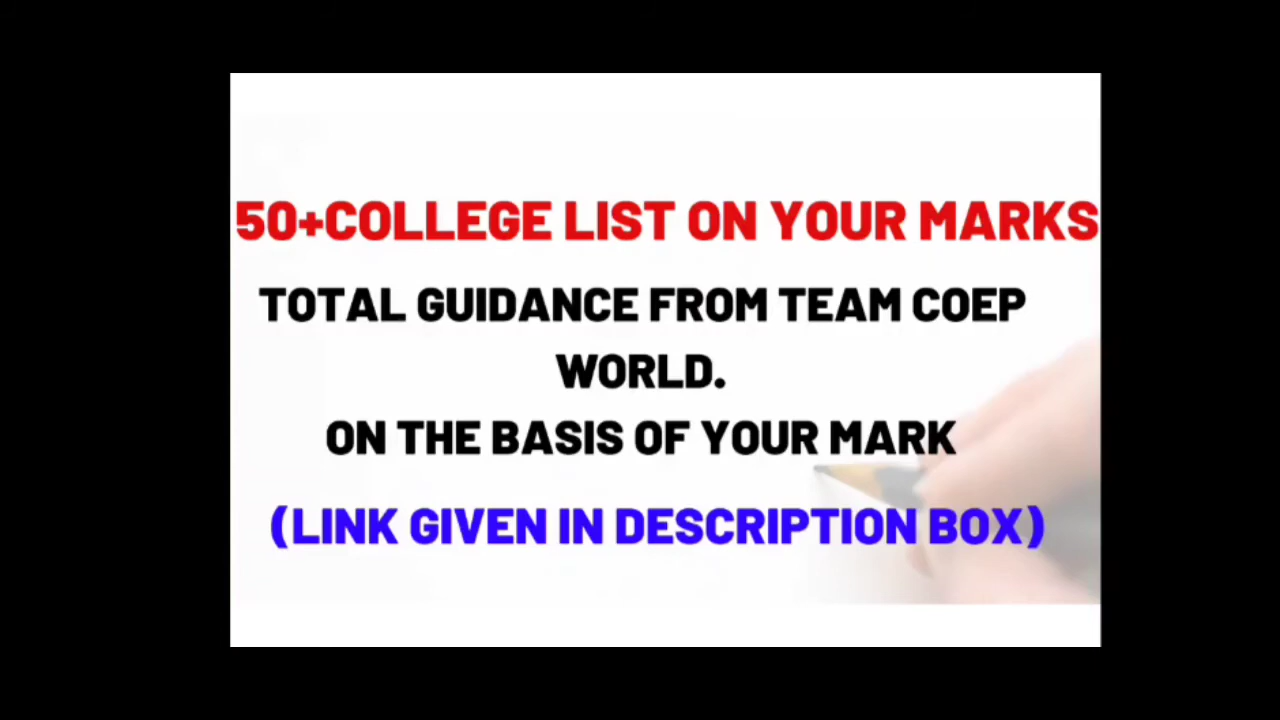 50+COLLEGE LIST ON YOUR MARKS
TOTAL GUIDANCE FROM TEAM COEP
WORLD.
ON THE BASIS OF YOUR MARK
(LINK GIVEN IN DESCRIPTION BOX)